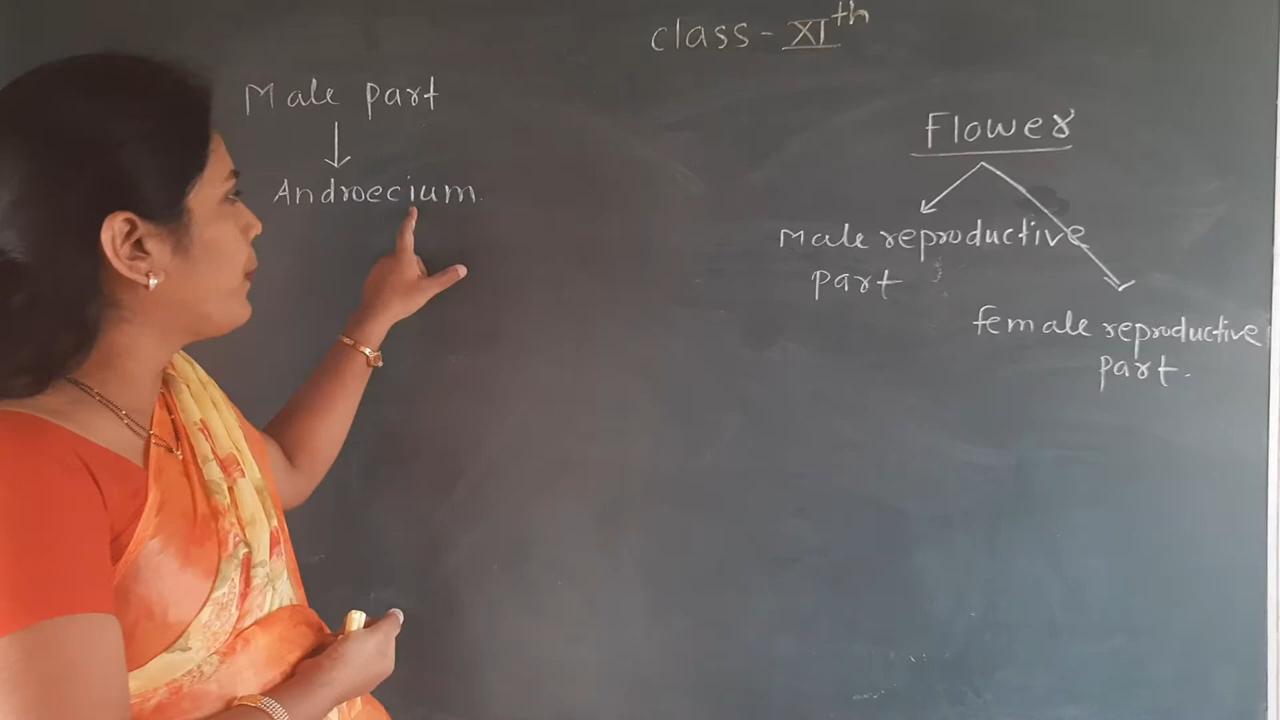 class - XIth
Male part
Androecium.
Flower
Male reproductive
part
female reproductive
part.